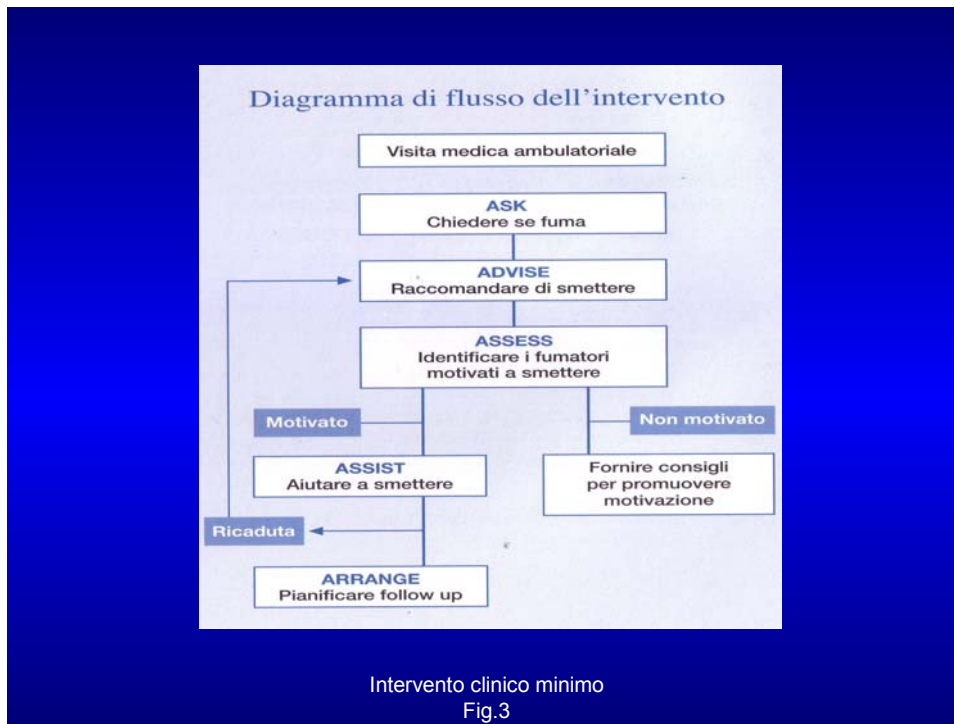 Diagramma di flusso dell'intervento
Visita medica ambulatoriale
ASK
Chiedere se fuma
ADVISE
Raccomandare di smettere
ASSESS
Identificare i fumatori
motivati a smettere
Motivato
Non motivato
ASSIST
Aiutare a smettere
Fornire consigli
per promuovere
motivazione
Ricaduta
ARRANGE
Pianificare follow up
Intervento clinico minimo
Fig.3